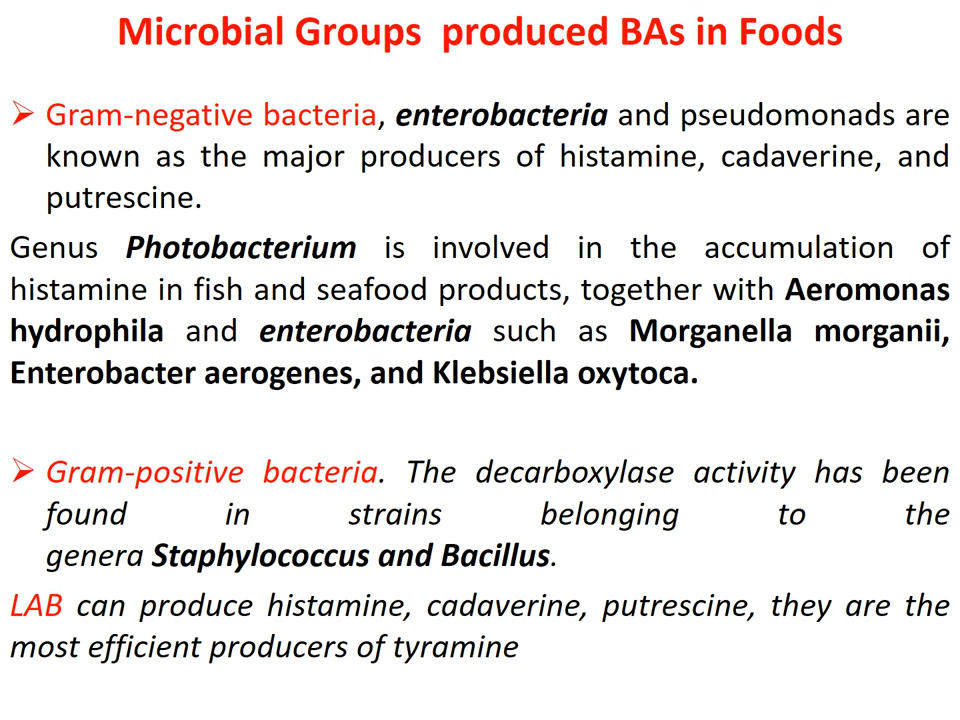 Microbial Groups produced BAs in Foods
➢ Gram-negative bacteria, enterobacteria and pseudomonads are
known as the major producers of histamine, cadaverine, and
putrescine.
Genus Photobacterium is involved in the accumulation of
histamine in fish and seafood products, together with Aeromonas
hydrophila and enterobacteria such as Morganella morganii,
Enterobacter aerogenes, and Klebsiella oxytoca.
➢ Gram-positive bacteria. The decarboxylase activity has been
found in strains belonging to the
genera Staphylococcus and Bacillus.
LAB can produce histamine, cadaverine, putrescine, they are the
most efficient producers of tyramine